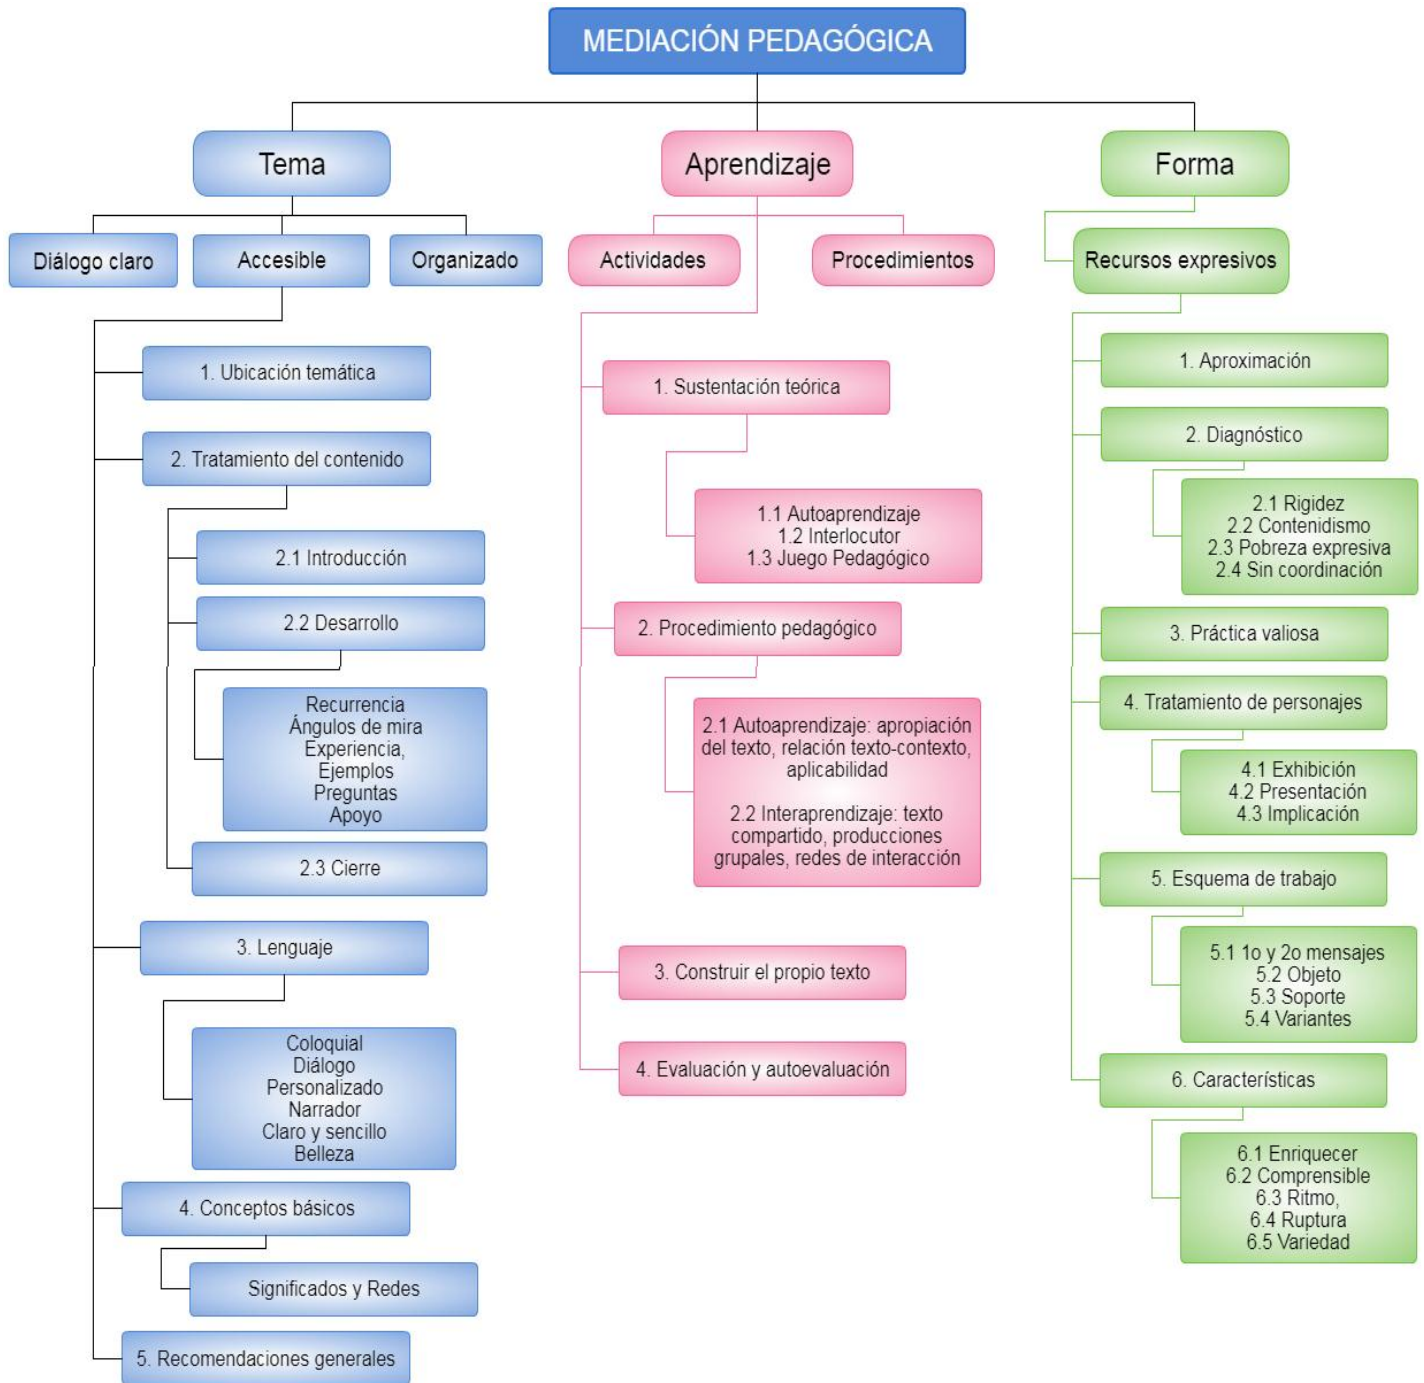 MEDIACIÓN PEDAGÓGICA
Tema
Diálogo claro
Accesible
Organizado
1. Ubicación temática
2. Tratamiento del contenido
2.1 Introducción
2.2 Desarrollo
Recurrencia
Ángulos de mira
Experiencia,
Ejemplos
Preguntas
Apoyo
2.3 Cierre
3. Lenguaje
Coloquial
Diálogo
Personalizado
Narrador
Claro y sencillo
Belleza
4. Conceptos básicos
Significados y Redes
5. Recomendaciones generales
Aprendizaje
Actividades
Procedimientos
1. Sustentación teórica
1.1 Autoaprendizaje
1.2 Interlocutor
1.3 Juego Pedagógico
2. Procedimiento pedagógico
2.1 Autoaprendizaje: apropiación
del texto, relación texto-contexto,
aplicabilidad
2.2 Interaprendizaje: texto
compartido, producciones
grupales, redes de interacción
3. Construir el propio texto
4. Evaluación y autoevaluación
Forma
Recursos expresivos
1. Aproximación
2. Diagnóstico
2.1 Rigidez
2.2 Contenidismo
2.3 Pobreza expresiva
2.4 Sin coordinación
3. Práctica valiosa
4. Tratamiento de personajes
4.1 Exhibición
4.2 Presentación
4.3 Implicación
5. Esquema de trabajo
5.1 1o y 2o mensajes
5.2 Objeto
5.3 Soporte
5.4 Variantes
6. Características
6.1 Enriquecer
6.2 Comprensible
6.3 Ritmo,
6.4 Ruptura
6.5 Variedad